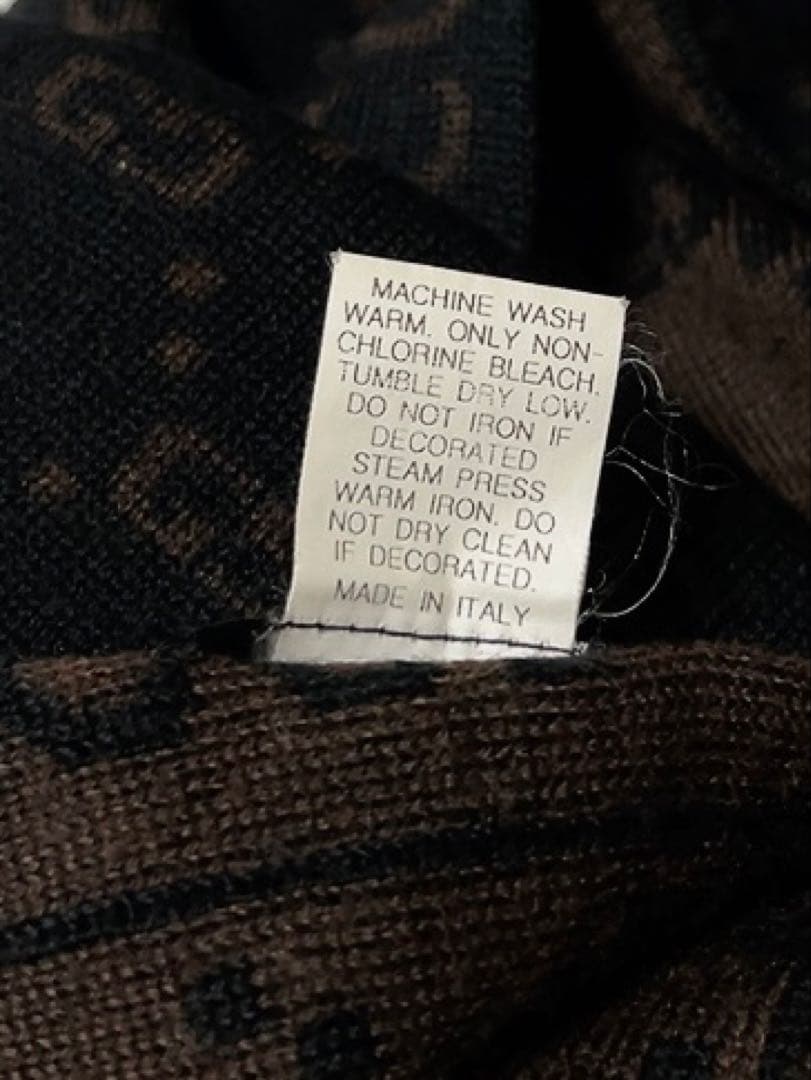 MACHINE WASH
WARM. ONLY NON-
CHLORINE BLEACH.
TUMBLE DRY LOW.
DO NOT IRON IF
DECORATED
STEAM PRESS
WARM IRON. DO
NOT DRY CLEAN
IF DECORATED.
MADE IN ITALY